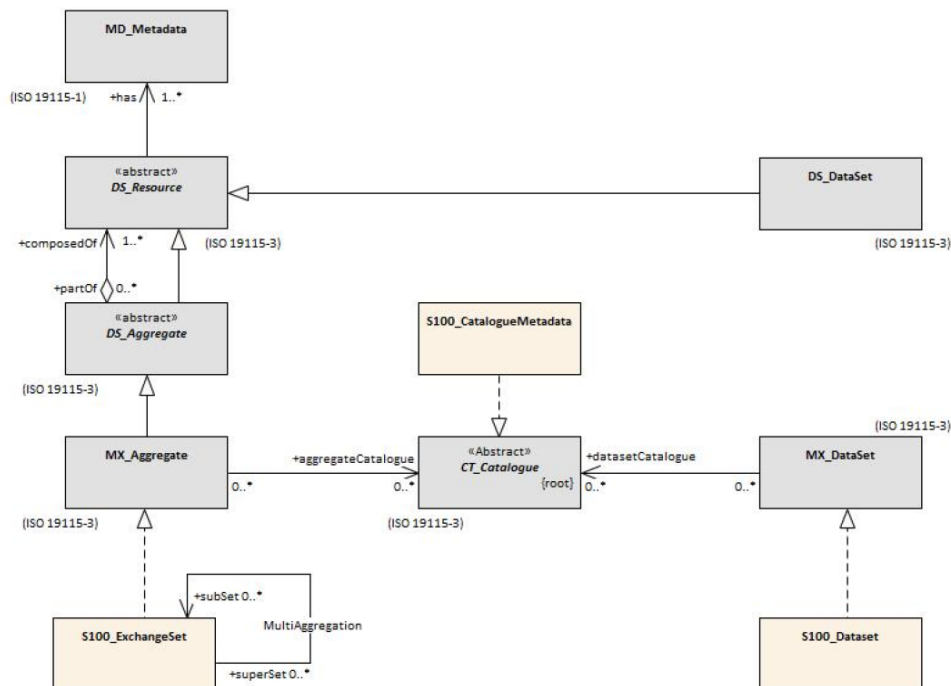 MD_Metadata
(ISO 19115-1)
+has
1..*
«abstract»
DS_Resource
DS_DataSet
+composedOf
1..*
(ISO 19115-3)
(ISO 19115-3)
+partOf
0..*
«abstract»
DS_Aggregate
S100_CatalogueMetadata
(ISO 19115-3)
(ISO 19115-3)
MX_Aggregate
+aggregateCatalogue
«Abstract»
CT_Catalogue
{root}
+datasetCatalogue
MX_DataSet
0..*
0..*
0..*
0..*
(ISO 19115-3)
(ISO 19115-3)
+subSet 0..*
MultiAggregation
S100_ExchangeSet
S100_Dataset
+superSet 0..*